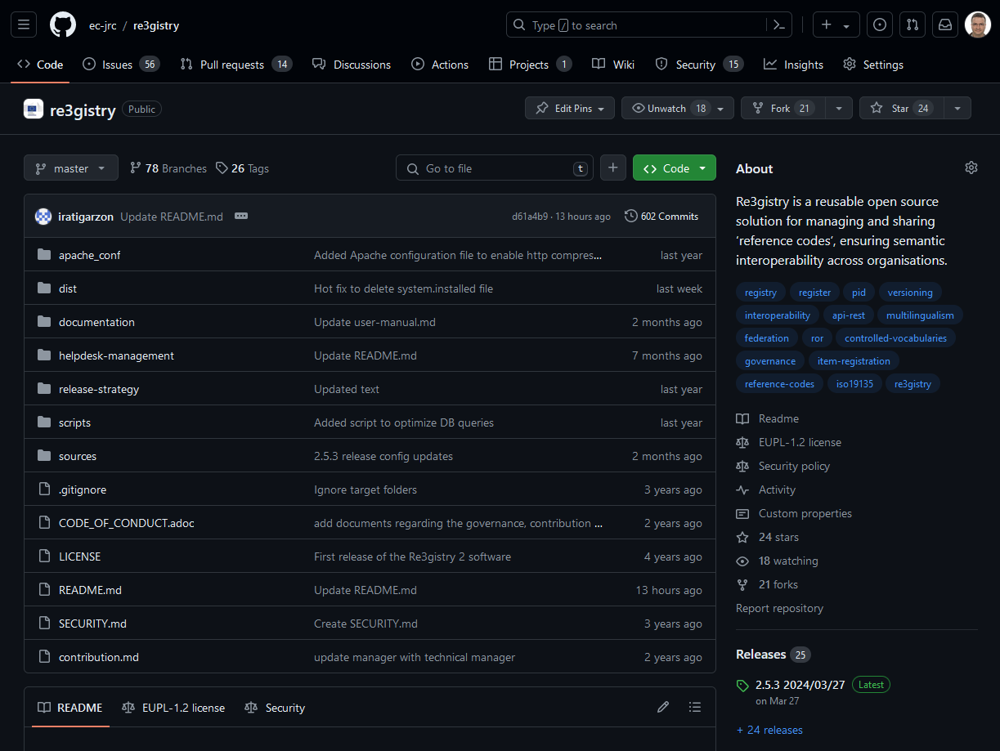 ec-jrc / re3gistry
Type / to search
Code Issues 56 Pull requests 14 Discussions Actions Projects 1 Wiki Security 15 Insights Settings
re3gistry Public
Edit Pins Unwatch 18 Fork 21 Star 24
master 78 Branches 26 Tags
Go to file t
Code
iratigarzon Update README.md d61a4b9 · 13 hours ago 602 Commits
apache_conf Added Apache configuration file to enable http compres... last year
dist Hot fix to delete system.installed file last week
documentation Update user-manual.md 2 months ago
helpdesk-management Update README.md 7 months ago
release-strategy Updated text last year
scripts Added script to optimize DB queries last year
sources 2.5.3 release config updates 2 months ago
.gitignore Ignore target folders 3 years ago
CODE_OF_CONDUCT.adoc add documents regarding the governance, contribution ... 2 years ago
LICENSE First release of the Re3gistry 2 software 4 years ago
README.md Update README.md 13 hours ago
SECURITY.md Create SECURITY.md 3 years ago
contribution.md update manager with technical manager 2 years ago
README EUPL-1.2 license Security
About
Re3gistry is a reusable open source
solution for managing and sharing
‘reference codes’, ensuring semantic
interoperability across organisations.
registry register pid versioning
interoperability api-rest multilingualism
federation ror controlled-vocabularies
governance item-registration
reference-codes iso19135 re3gistry
Readme
EUPL-1.2 license
Security policy
Activity
Custom properties
24 stars
18 watching
21 forks
Report repository
Releases 25
2.5.3 2024/03/27 Latest
on Mar 27
+ 24 releases